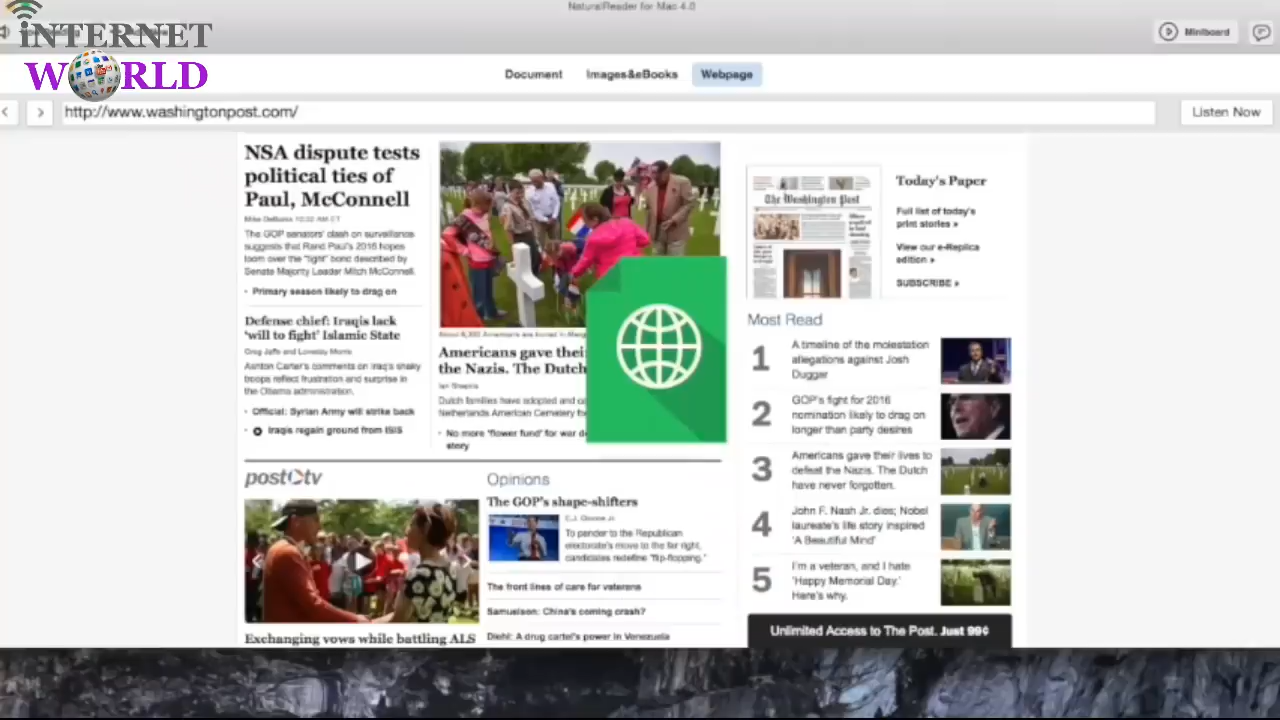 NaturalReader for Mac 4.0
iNTERNET
WORLD
Miniboard
Document
Images&eBooks
Webpage
http://www.washingtonpost.com/
Listen Now
NSA dispute tests
political ties of
Paul, McConnell
The GOP senators' clash on surveillance
suggests that Rand Paul's 2016 hopes
loom over the "tight" bond described by
Senate Majority Leader Mitch McConnell.
Primary season likely to drag on
Defense chief: Iraqis lack
'will to fight' Islamic State
Greg Jaffe and Loveday Morris
Ashton Carter's comments on Iraq's shaky
troops reflect frustration and surprise in
the Obama administration.
Official: Syrian Army will strike back
Iraqis regain ground from ISIS
Americans gave thei
the Nazis. The Dutch
Dutch families have adopted and
Netherlands American Cemetery fo
No more 'flower fund' for war d
story
The Washington Post
Today's Paper
Full list of today's
print stories »
View our e-Replica
edition »
SUBSCRIBE »
Most Read
1
A timeline of the molestation
allegations against Josh
Duggar
2
GOP's fight for 2016
nomination likely to drag on
longer than party desires
3
Americans gave their lives to
defeat the Nazis. The Dutch
have never forgotten.
4
John F. Nash Jr. dies; Nobel
laureate's life story inspired
'A Beautiful Mind'
5
I'm a veteran, and I hate
'Happy Memorial Day.'
Here's why.
Unlimited Access to The Post. Just 99¢
postTV
Exchanging vows while battling ALS
Opinions
The GOP's shape-shifters
To pander to the Republican
electorate's move to the far right,
candidates redefine "flip-flopping."
The front lines of care for veterans
Samuelson: China's coming crash?
Diehl: A drug cartel's power in Venezuela